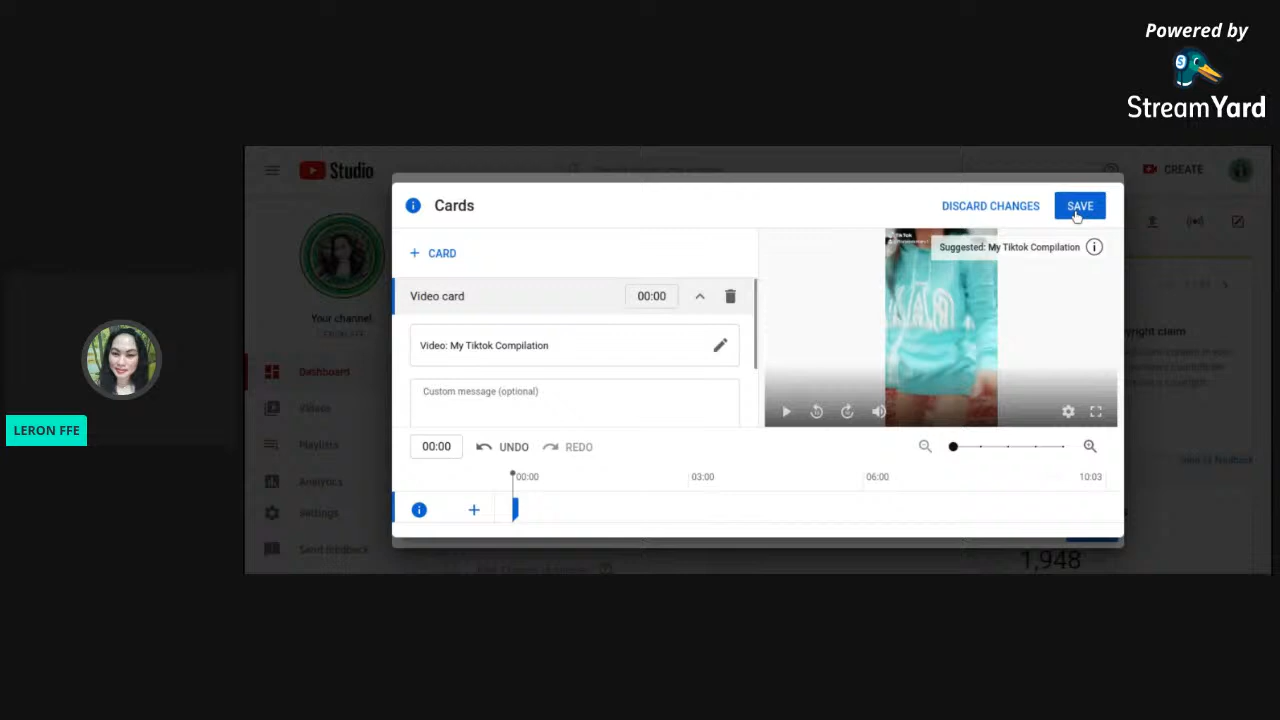 Powered by
StreamYard
Studio
CREATE
Cards
DISCARD CHANGES
SAVE
+ CARD
Suggested: My Tiktok Compilation
Video card
00:00
Your channel
Video: My Tiktok Compilation
Dashboard
Custom message (optional)
Videos
LERON FFE
Playlists
00:00
UNDO
REDO
00:00
03:00
06:00
10:03
Analytics
Settings
Send feedback
1,948